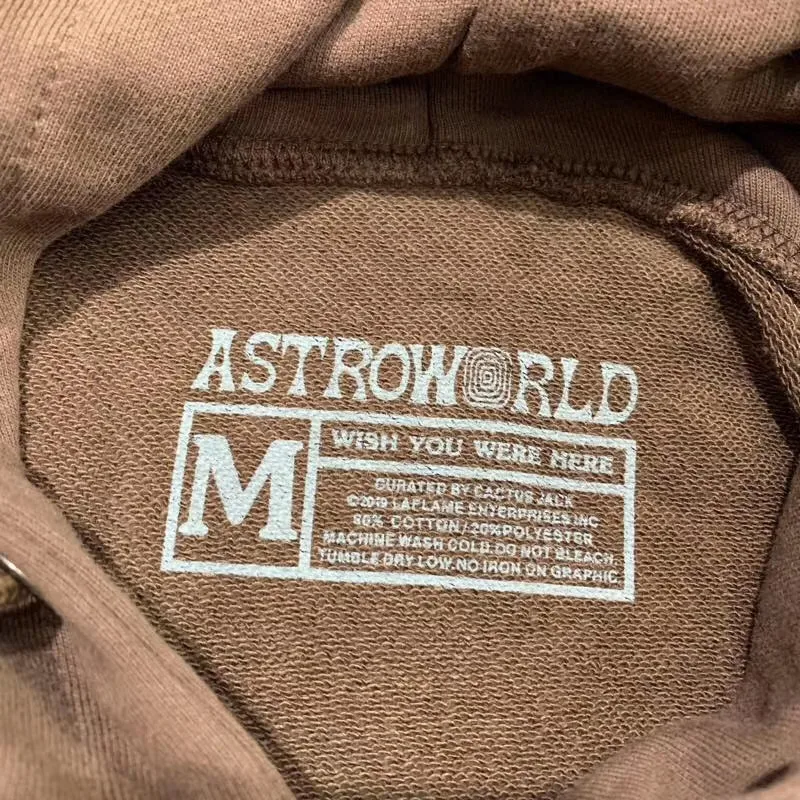 ASTROWORLD
M
WISH YOU WERE HERE
CURATED BY CACTUS JACK
©2019 LAFLAME ENTERPRISES INC
80% COTTON/20%POLYESTER
MACHINE WASH COLD.DO NOT BLEACH.
TUMBLE DRY LOW.NO IRON ON GRAPHIC.